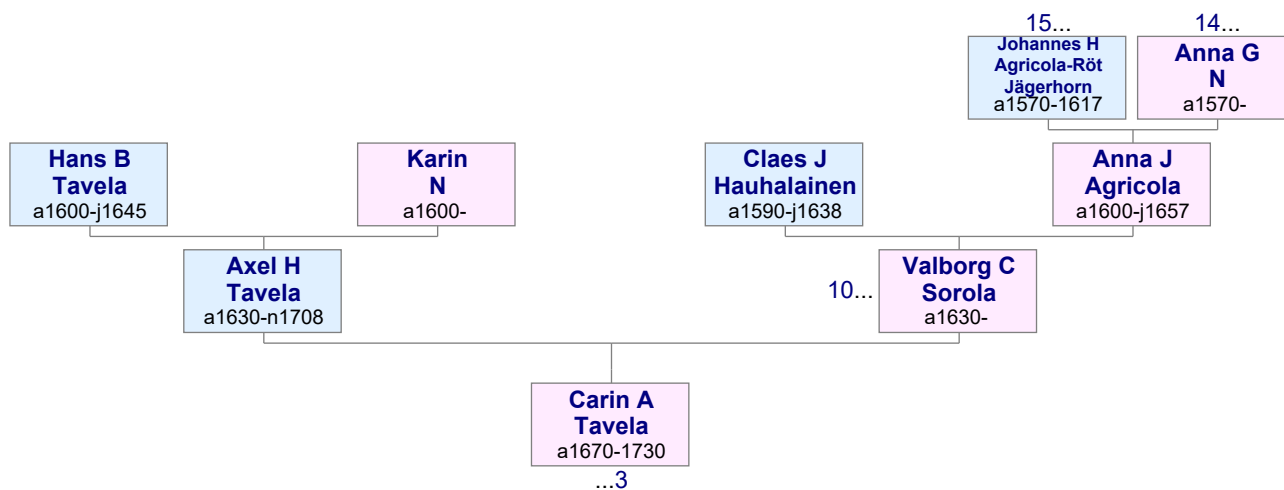 15...
Johannes H
Agricola-Röt
Jägerhorn
a1570-1617
14...
Anna G
N
a1570-
Hans B
Tavela
a1600-j1645
Karin
N
a1600-
Claes J
Hauhalainen
a1590-j1638
Anna J
Agricola
a1600-j1657
Axel H
Tavela
a1630-n1708
10...
Valborg C
Sorola
a1630-
Carin A
Tavela
a1670-1730
...3